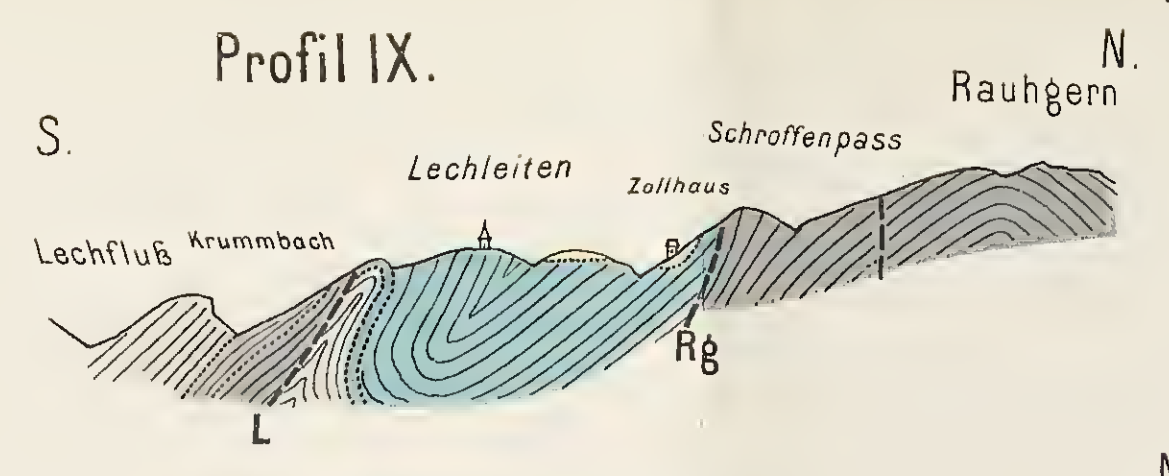 Profil IX.
N.
Rauhgern
S.
Schroffenpass
Lechleiten
Zollhaus
Lechfluß
Krummbach
Rg
L